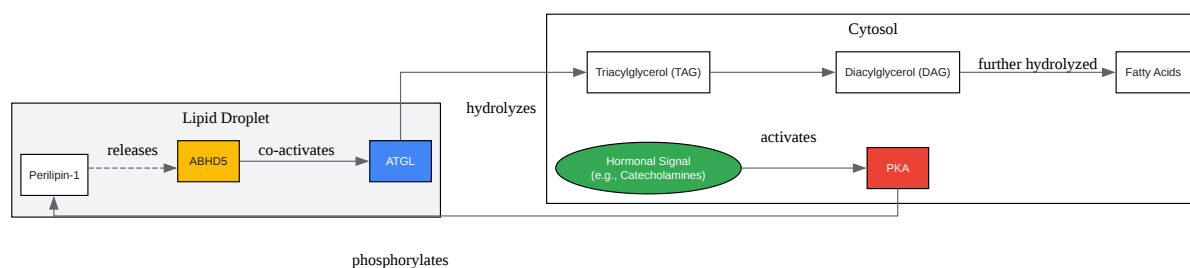 Cytosol
Triacylglycerol (TAG)
Diacylglycerol (DAG)
further hydrolyzed
Fatty Acids
hydrolyzes
Lipid Droplet
Perilipin-1
releases
ABHD5
co-activates
ATGL
Hormonal Signal
(e.g., Catecholamines)
activates
PKA
phosphorylates